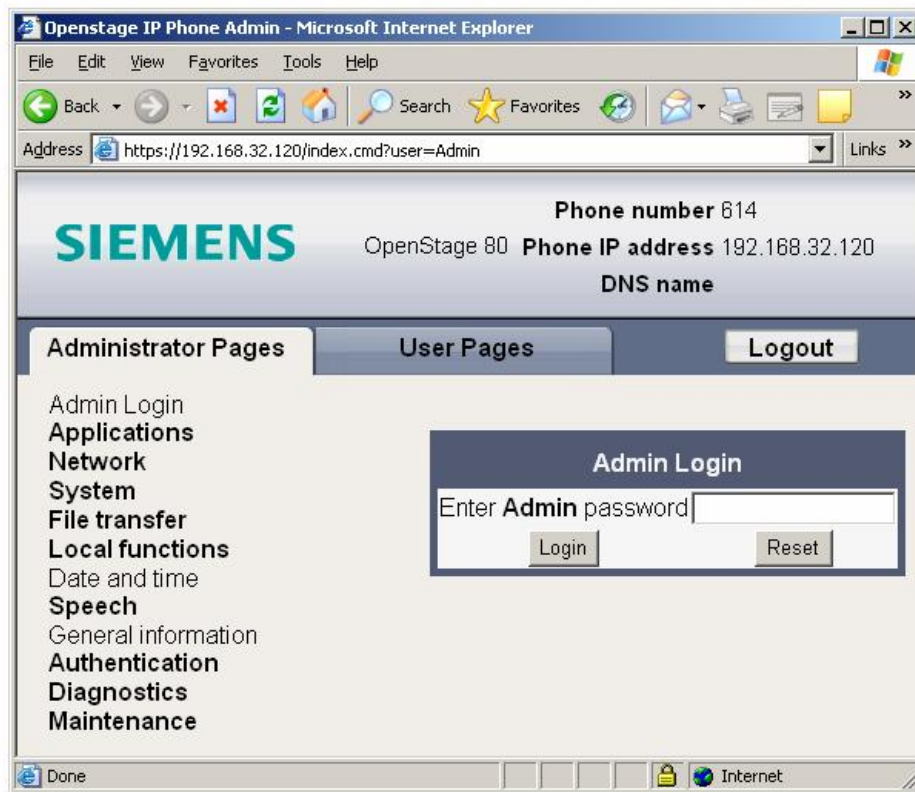 Openstage IP Phone Admin - Microsoft Internet Explorer
File Edit View Favorites Tools Help
Back Search Favorites »
Address https://192.168.32.120/index.cmd?user=Admin Links »
SIEMENS
Phone number 614
OpenStage 80 Phone IP address 192.168.32.120
DNS name
Administrator Pages User Pages Logout
Admin Login
Applications
Network
System
File transfer
Local functions
Date and time
Speech
General information
Authentication
Diagnostics
Maintenance
Admin Login
Enter Admin password
Login Reset
Done Internet